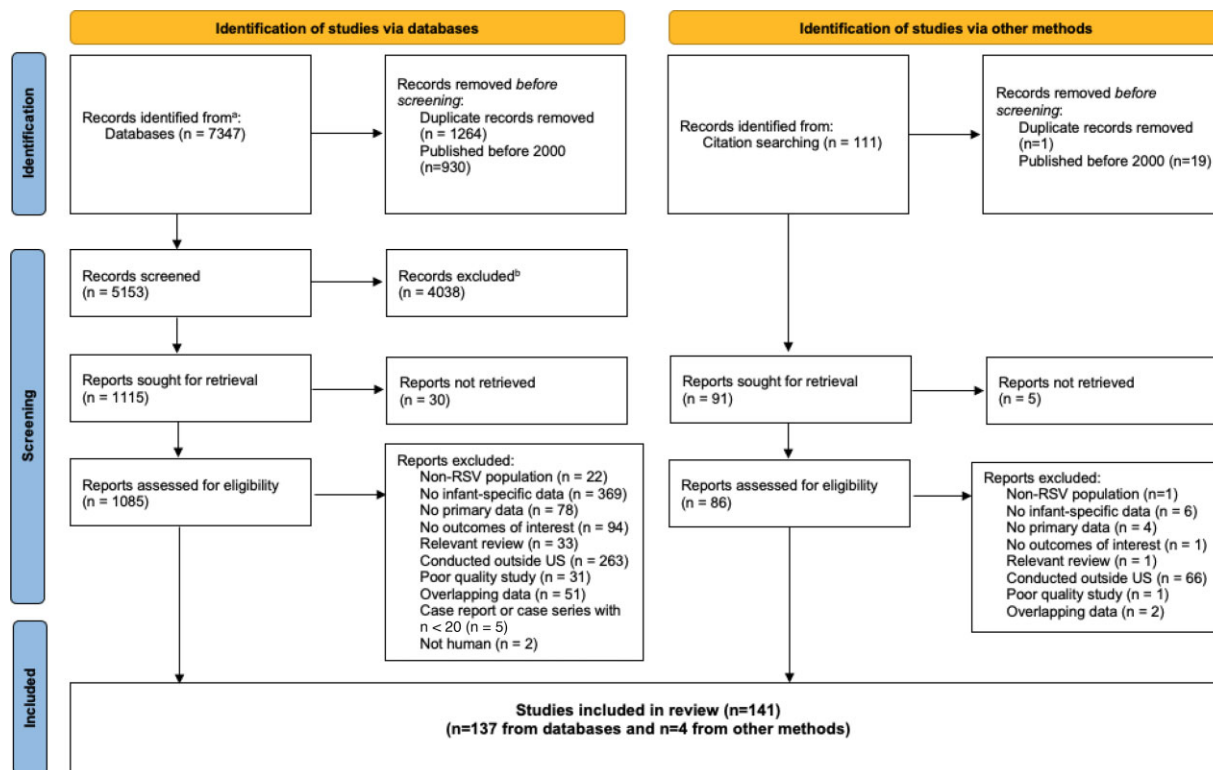 Identification of studies via databases
Identification of studies via other methods
Identification
Records identified fromᵃ:
Databases (n = 7347)
Records removed before
screening:
Duplicate records removed
(n = 1264)
Published before 2000
(n=930)
Records identified from:
Citation searching (n = 111)
Records removed before
screening:
Duplicate records removed
(n=1)
Published before 2000 (n=19)
Screening
Records screened
(n = 5153)
Records excludedᵇ
(n = 4038)
Reports sought for retrieval
(n = 1115)
Reports not retrieved
(n = 30)
Reports sought for retrieval
(n = 91)
Reports not retrieved
(n = 5)
Reports assessed for eligibility
(n = 1085)
Reports excluded:
Non-RSV population (n = 22)
No infant-specific data (n = 369)
No primary data (n = 78)
No outcomes of interest (n = 94)
Relevant review (n = 33)
Conducted outside US (n = 263)
Poor quality study (n = 31)
Overlapping data (n = 51)
Case report or case series with
n < 20 (n = 5)
Not human (n = 2)
Reports assessed for eligibility
(n = 86)
Reports excluded:
Non-RSV population (n=1)
No infant-specific data (n = 6)
No primary data (n = 4)
No outcomes of interest (n = 1)
Relevant review (n = 1)
Conducted outside US (n = 66)
Poor quality study (n = 1)
Overlapping data (n = 2)
Included
Studies included in review (n=141)
(n=137 from databases and n=4 from other methods)